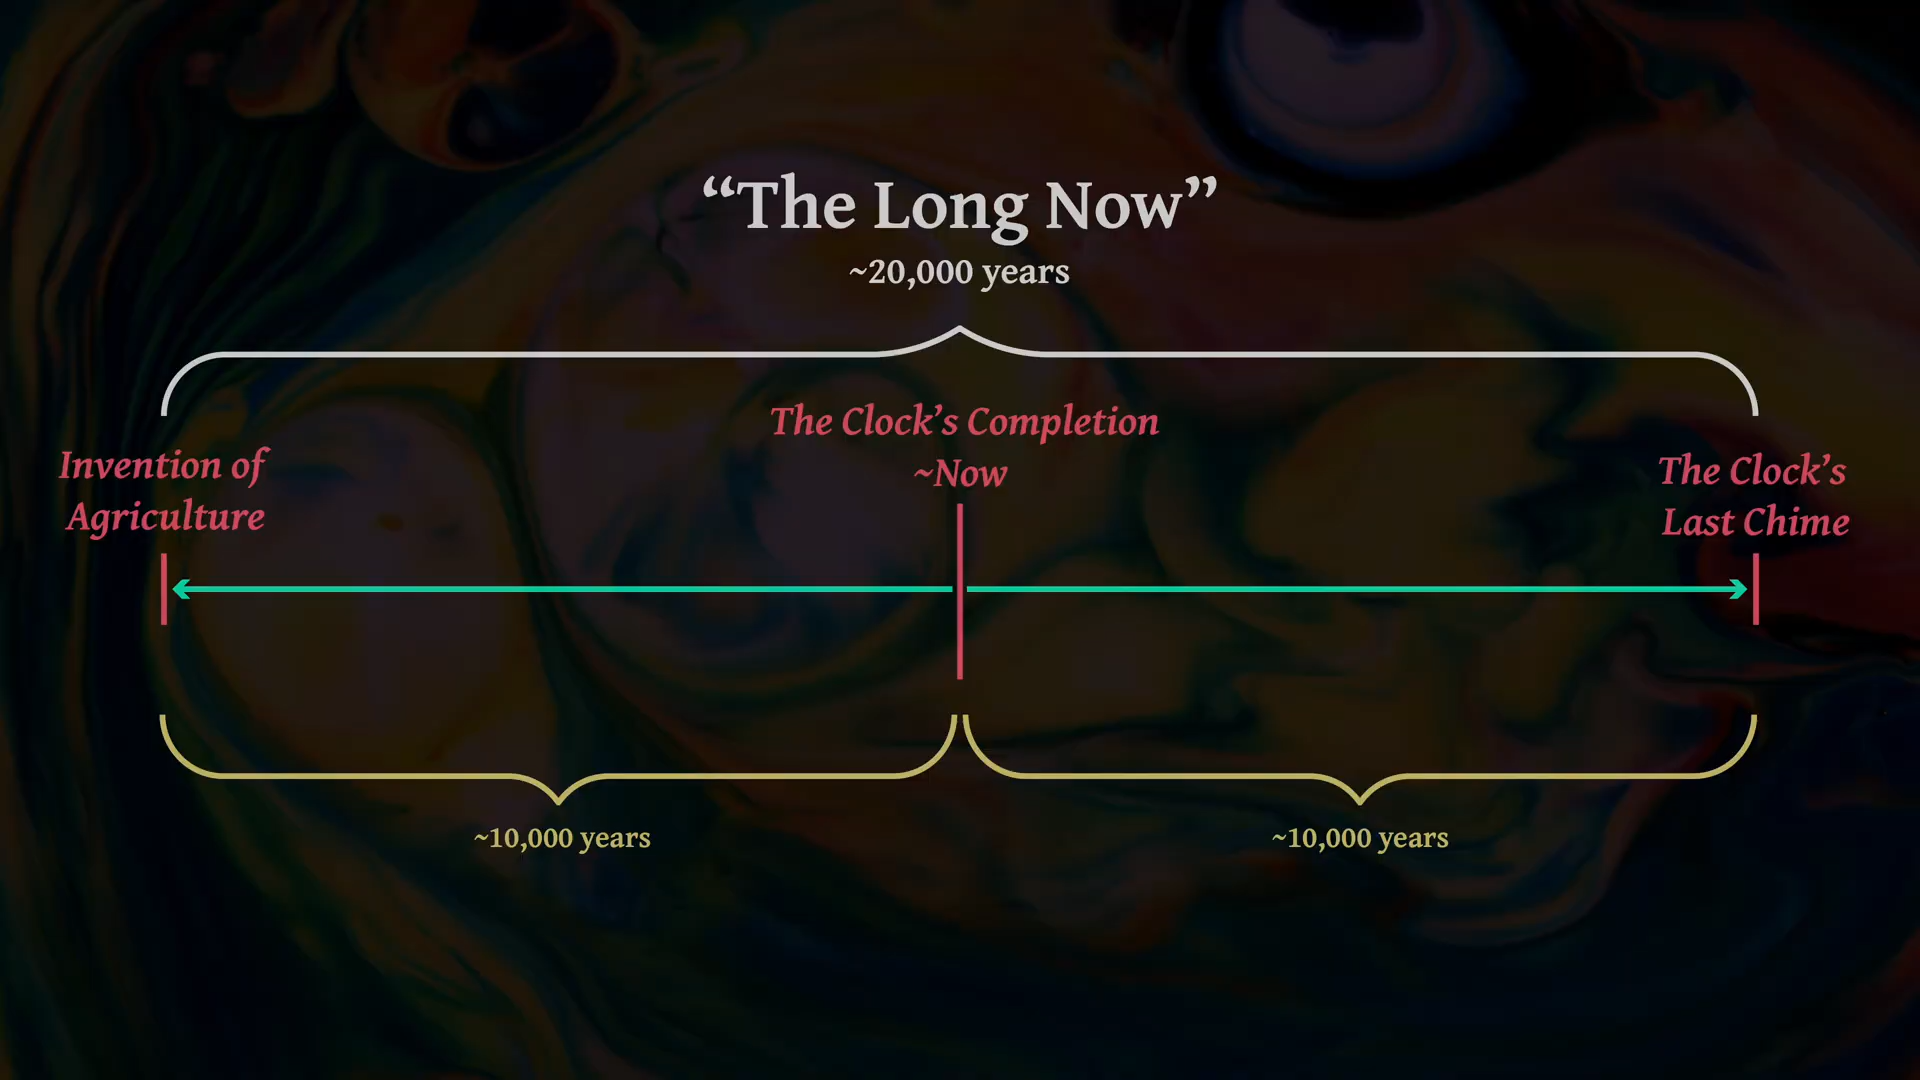 “The Long Now”
~20,000 years
The Clock’s Completion
~Now
Invention of
Agriculture
The Clock’s
Last Chime
~10,000 years
~10,000 years